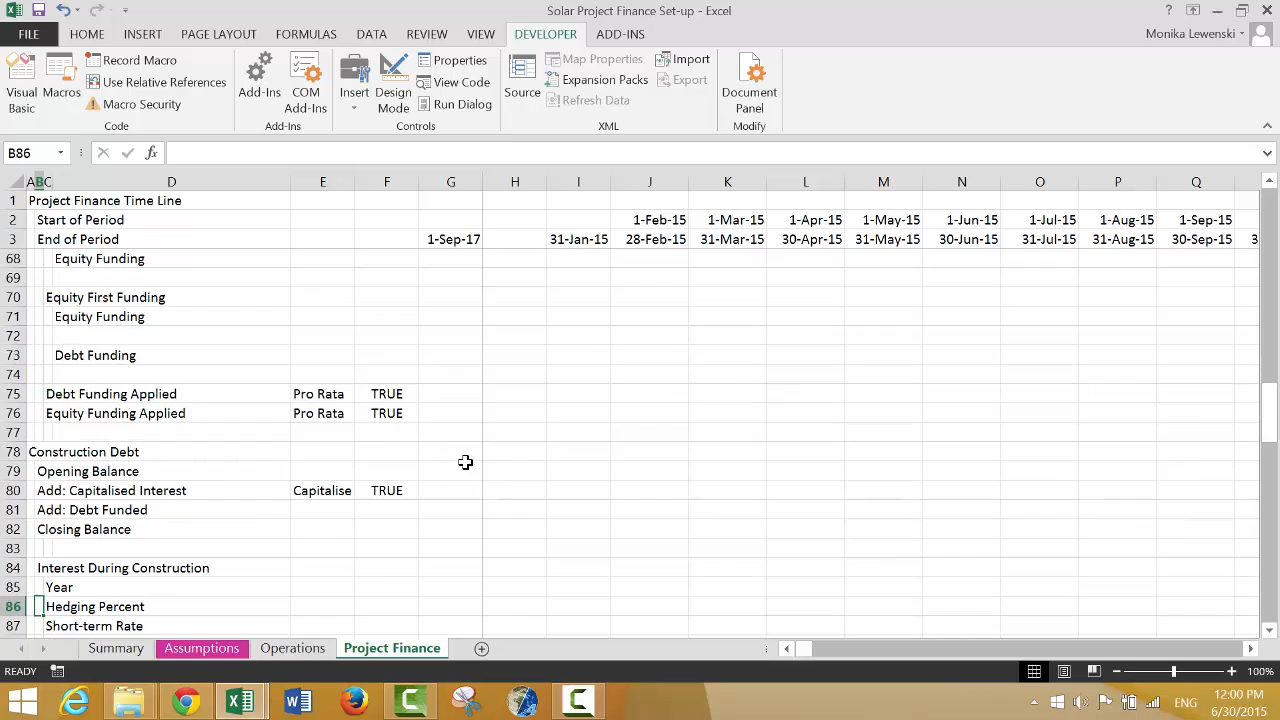 Solar Project Finance Set-up - Excel
FILE HOME INSERT PAGE LAYOUT FORMULAS DATA REVIEW VIEW DEVELOPER ADD-INS Monika Lewenski
Visual Basic
Macros
Record Macro
Use Relative References
Macro Security
Code
Add-Ins
COM Add-Ins
Add-Ins
Insert
Design Mode
Properties
View Code
Run Dialog
Controls
Source
Map Properties
Expansion Packs
Refresh Data
Import
Export
XML
Document Panel
Modify
B86
A B C D E F G H I J K L M N O P Q
1 Project Finance Time Line
2 Start of Period 1-Feb-15 1-Mar-15 1-Apr-15 1-May-15 1-Jun-15 1-Jul-15 1-Aug-15 1-Sep-15
3 End of Period 1-Sep-17 31-Jan-15 28-Feb-15 31-Mar-15 30-Apr-15 31-May-15 30-Jun-15 31-Jul-15 31-Aug-15 30-Sep-15 3
68 Equity Funding
69
70 Equity First Funding
71 Equity Funding
72
73 Debt Funding
74
75 Debt Funding Applied Pro Rata TRUE
76 Equity Funding Applied Pro Rata TRUE
77
78 Construction Debt
79 Opening Balance
80 Add: Capitalised Interest Capitalise TRUE
81 Add: Debt Funded
82 Closing Balance
83
84 Interest During Construction
85 Year
86 Hedging Percent
87 Short-term Rate
Summary Assumptions Operations Project Finance
READY 100%
ENG 12:00 PM
6/30/2015